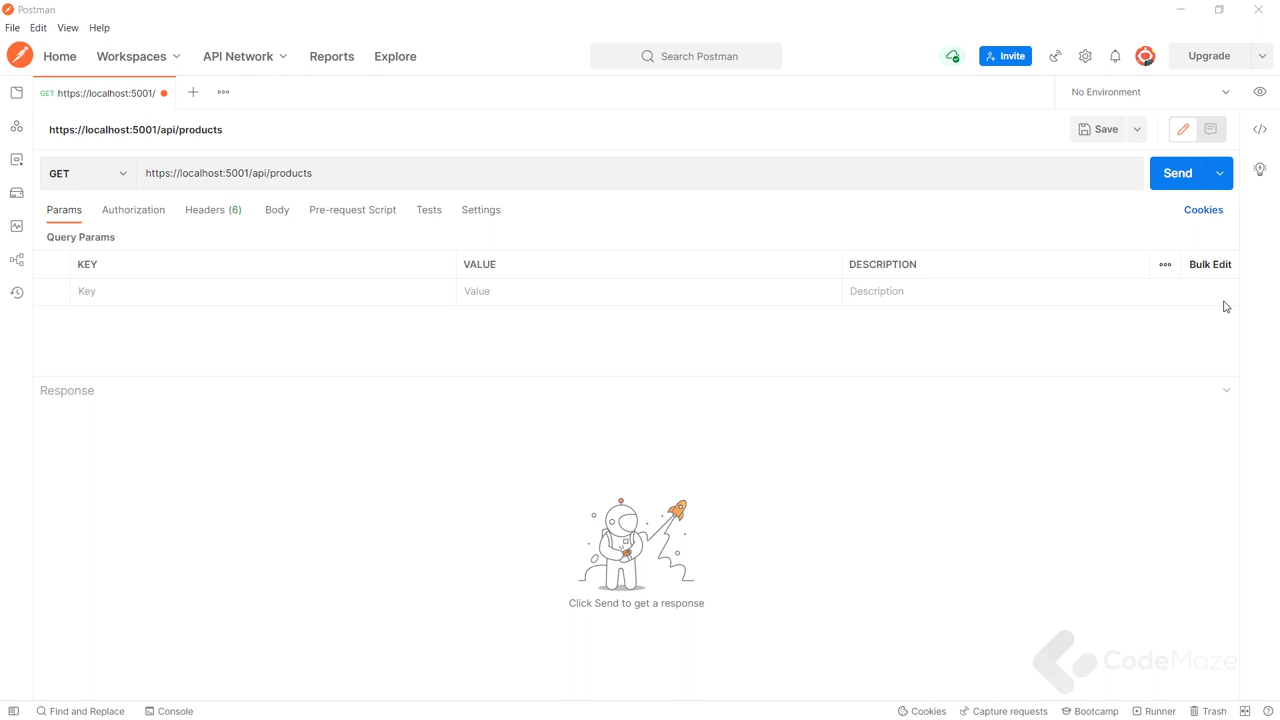 Postman
File Edit View Help
Home Workspaces API Network Reports Explore Search Postman Invite Upgrade
GET https://localhost:5001/ No Environment
https://localhost:5001/api/products Save
GET https://localhost:5001/api/products Send
Params Authorization Headers (6) Body Pre-request Script Tests Settings Cookies
Query Params
KEY VALUE DESCRIPTION Bulk Edit
Key Value Description
Response
Click Send to get a response
CodeMaze
Find and Replace Console Cookies Capture requests Bootcamp Runner Trash